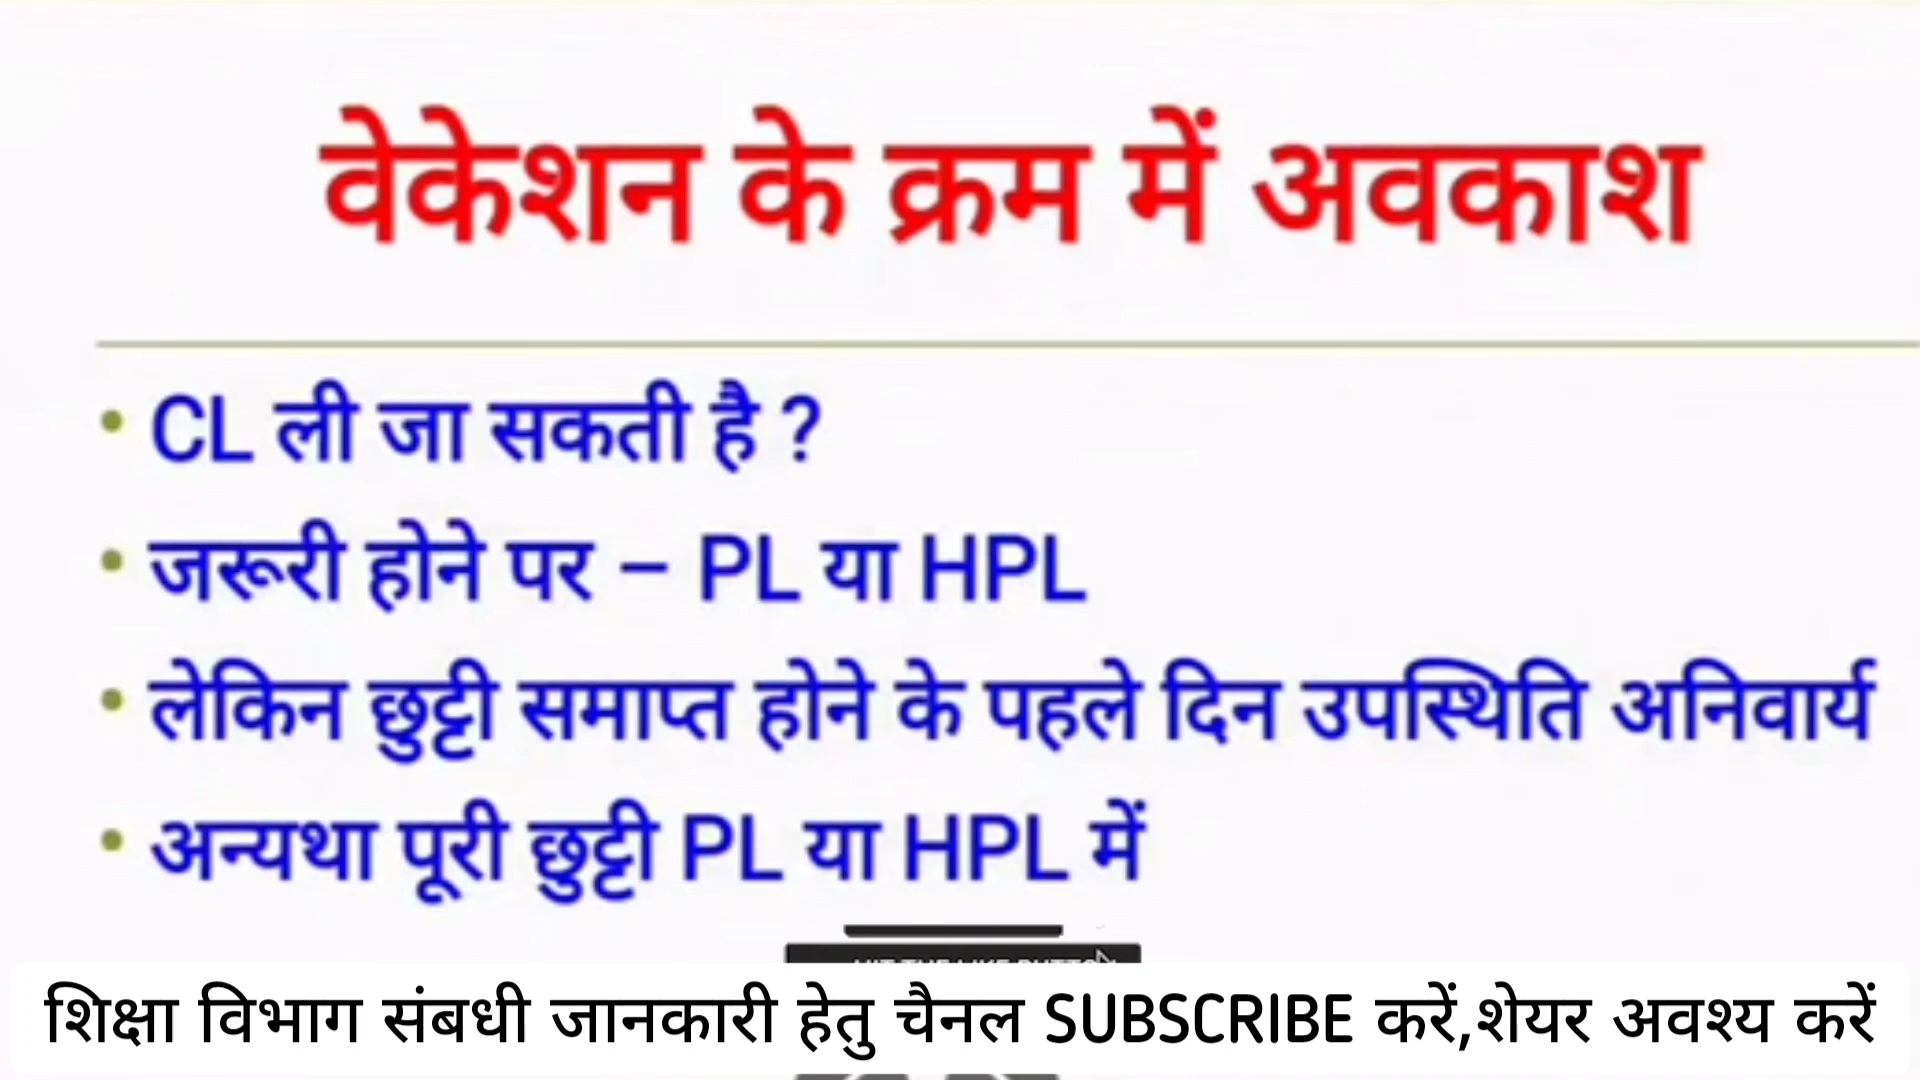 वेकेशन के क्रम में अवकाश
• CL ली जा सकती है ?
• जरूरी होने पर – PL या HPL
• लेकिन छुट्टी समाप्त होने के पहले दिन उपस्थिति अनिवार्य
• अन्यथा पूरी छुट्टी PL या HPL में
शिक्षा विभाग संबधी जानकारी हेतु चैनल SUBSCRIBE करें,शेयर अवश्य करें